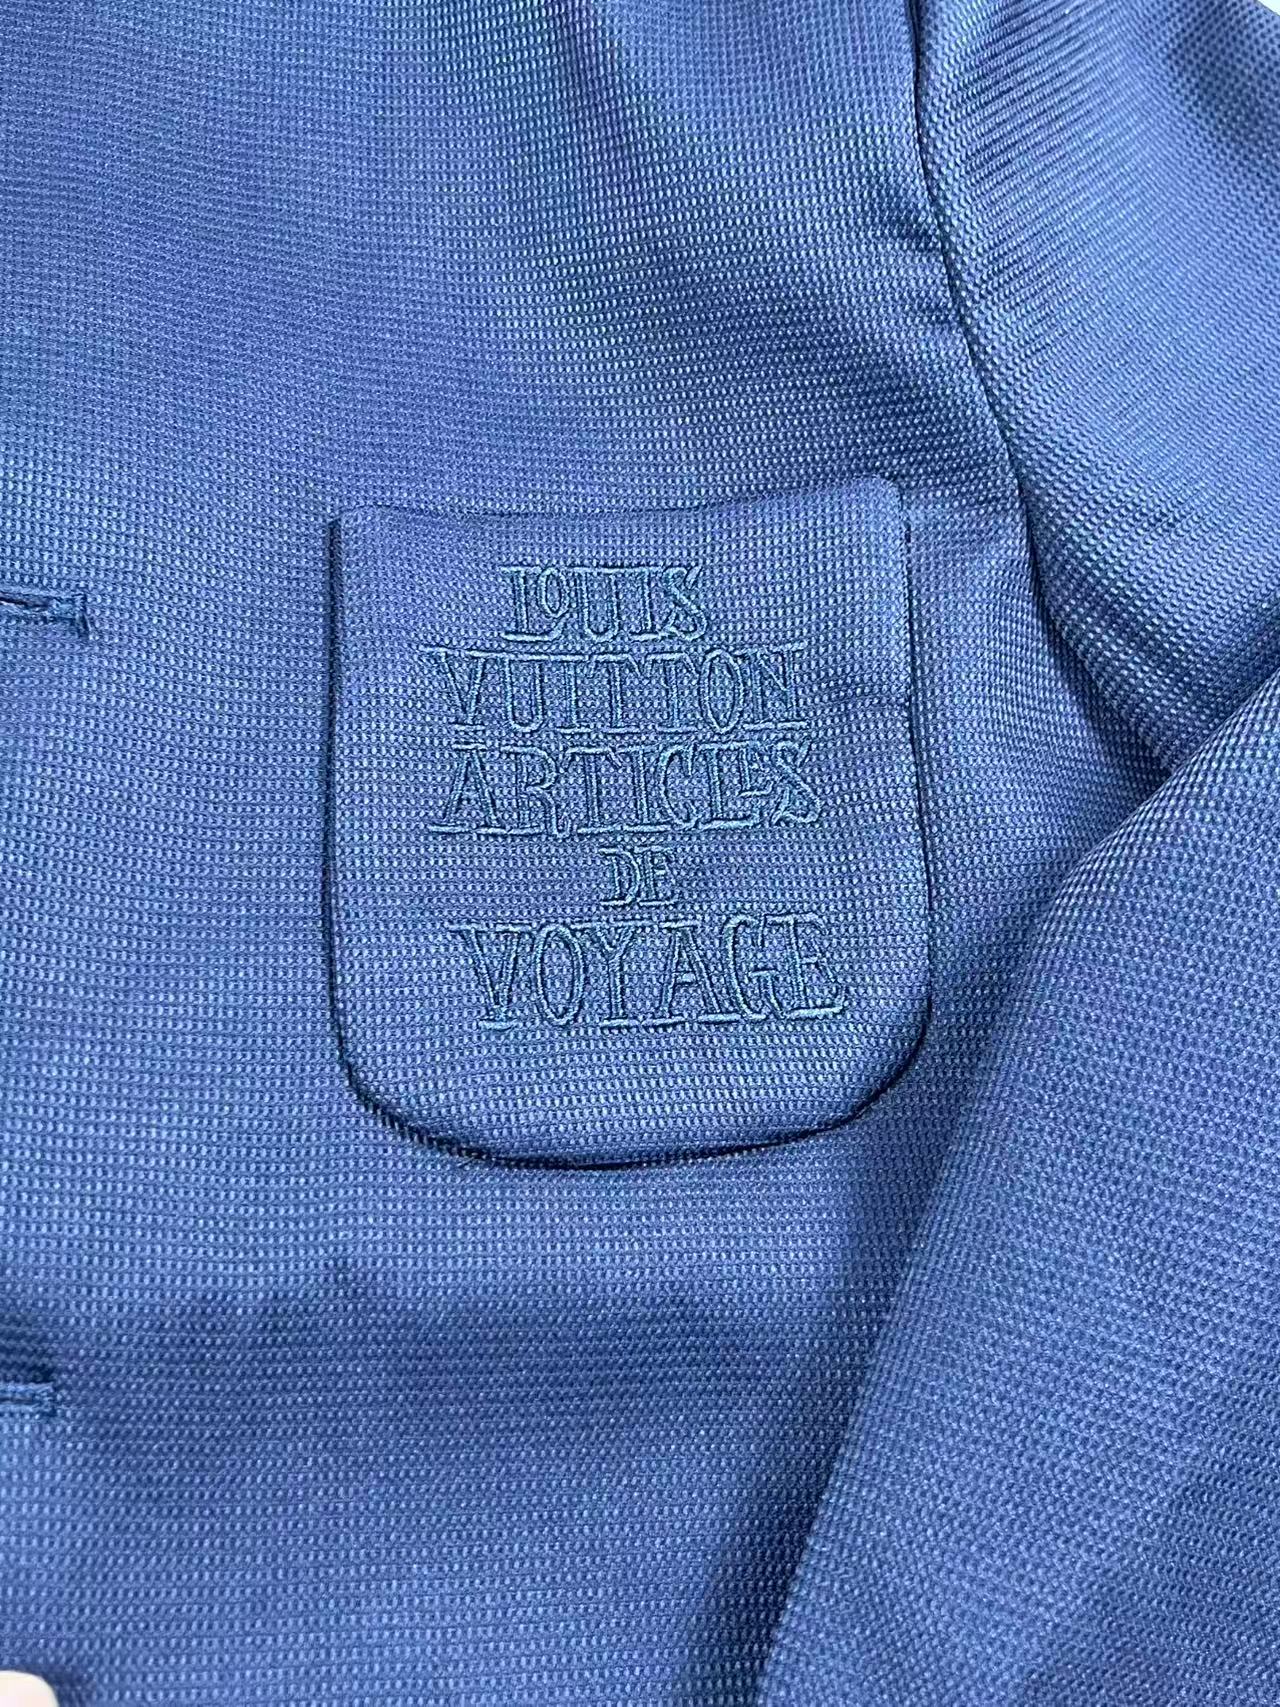 LOUIS
VUITTON
ARTICLES
DE
VOYAGE